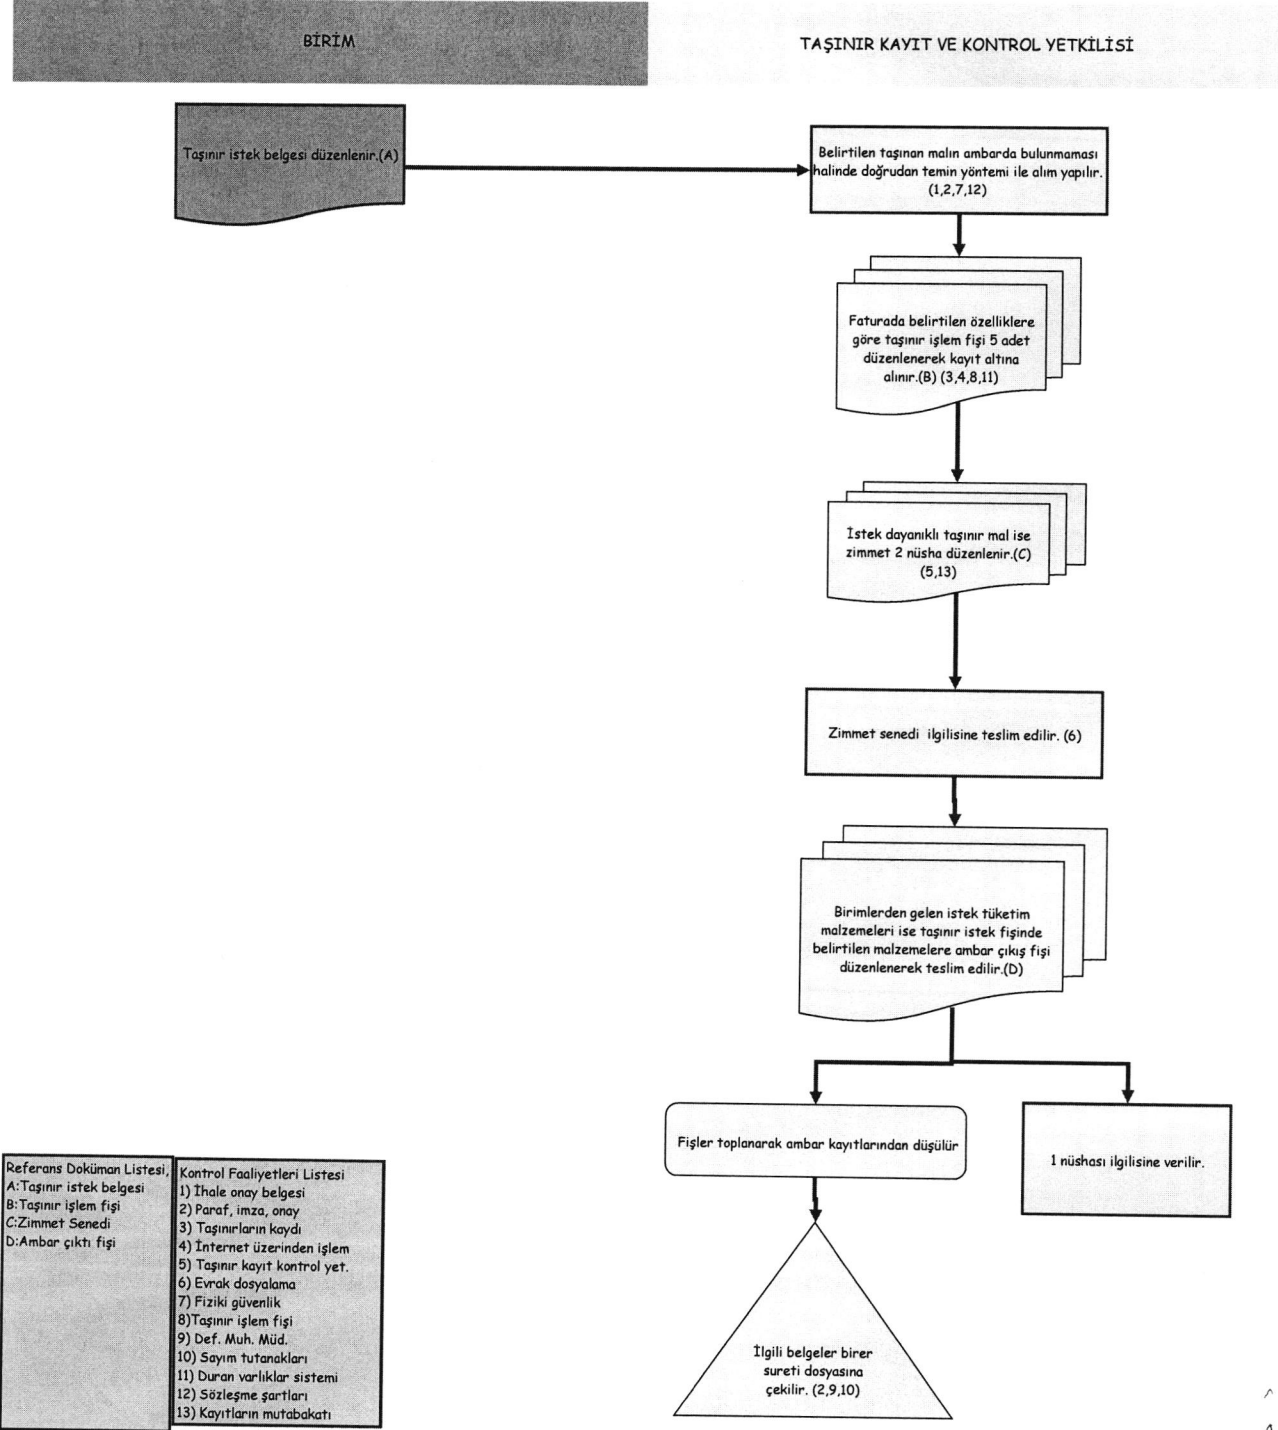 BİRİM
TAŞINIR KAYIT VE KONTROL YETKİLİSİ
Taşınır istek belgesi düzenlenir.(A)
Belirtilen taşınan malın ambarda bulunmaması
halinde doğrudan temin yöntemi ile alım yapılır.
(1,2,7,12)
Faturada belirtilen özelliklere
göre taşınır işlem fişi 5 adet
düzenlenerek kayıt altına
alınır.(B) (3,4,8,11)
İstek dayanıklı taşınır mal ise
zimmet 2 nüsha düzenlenir.(C)
(5,13)
Zimmet senedi ilgilisine teslim edilir. (6)
Birimlerden gelen istek tüketim
malzemeleri ise taşınır istek fişinde
belirtilen malzemelere ambar çıkış fişi
düzenlenerek teslim edilir.(D)
Fişler toplanarak ambar kayıtlarından düşülür
1 nüshası ilgilisine verilir.
İlgili belgeler birer
sureti dosyasına
çekilir. (2,9,10)
Referans Doküman Listesi,
A:Taşınır istek belgesi
B:Taşınır işlem fişi
C:Zimmet Senedi
D:Ambar çıktı fişi
Kontrol Faaliyetleri Listesi
1) İhale onay belgesi
2) Paraf, imza, onay
3) Taşınırların kaydı
4) İnternet üzerinden işlem
5) Taşınır kayıt kontrol yet.
6) Evrak dosyalama
7) Fiziki güvenlik
8)Taşınır işlem fişi
9) Def. Muh. Müd.
10) Sayım tutanakları
11) Duran varlıklar sistemi
12) Sözleşme şartları
13) Kayıtların mutabakatı